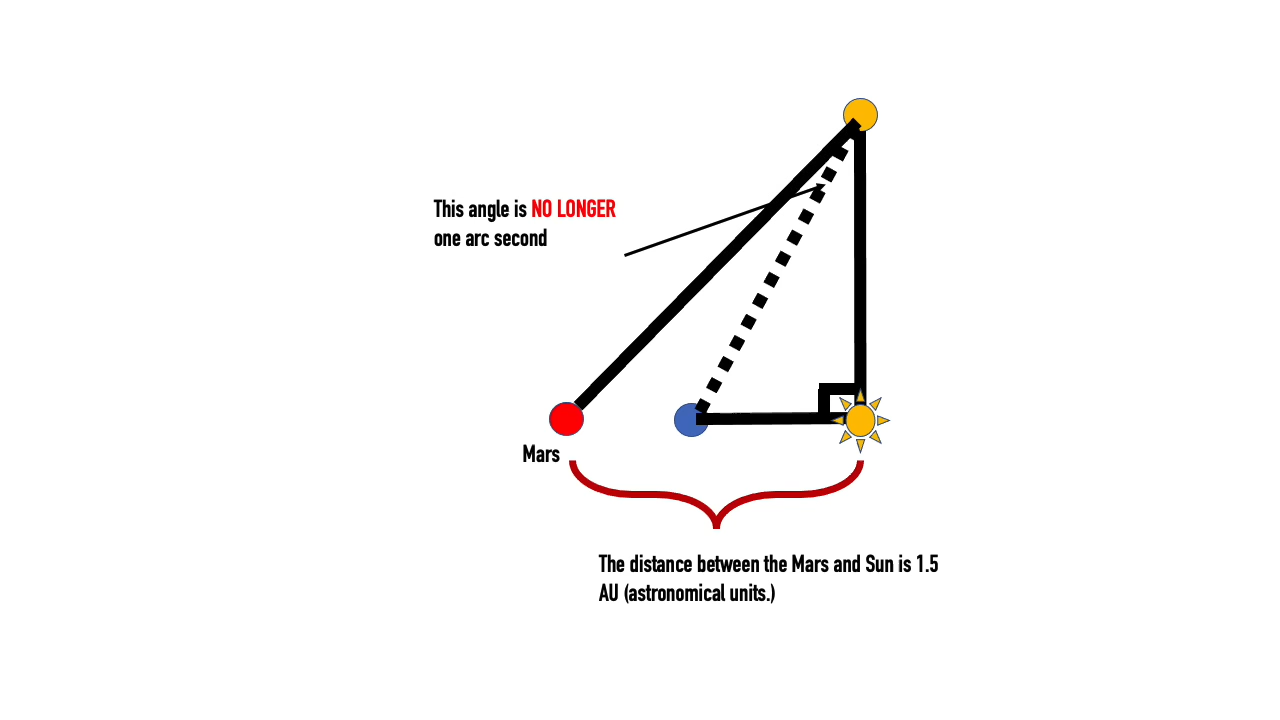 This angle is NO LONGER
one arc second
Mars
The distance between the Mars and Sun is 1.5
AU (astronomical units.)